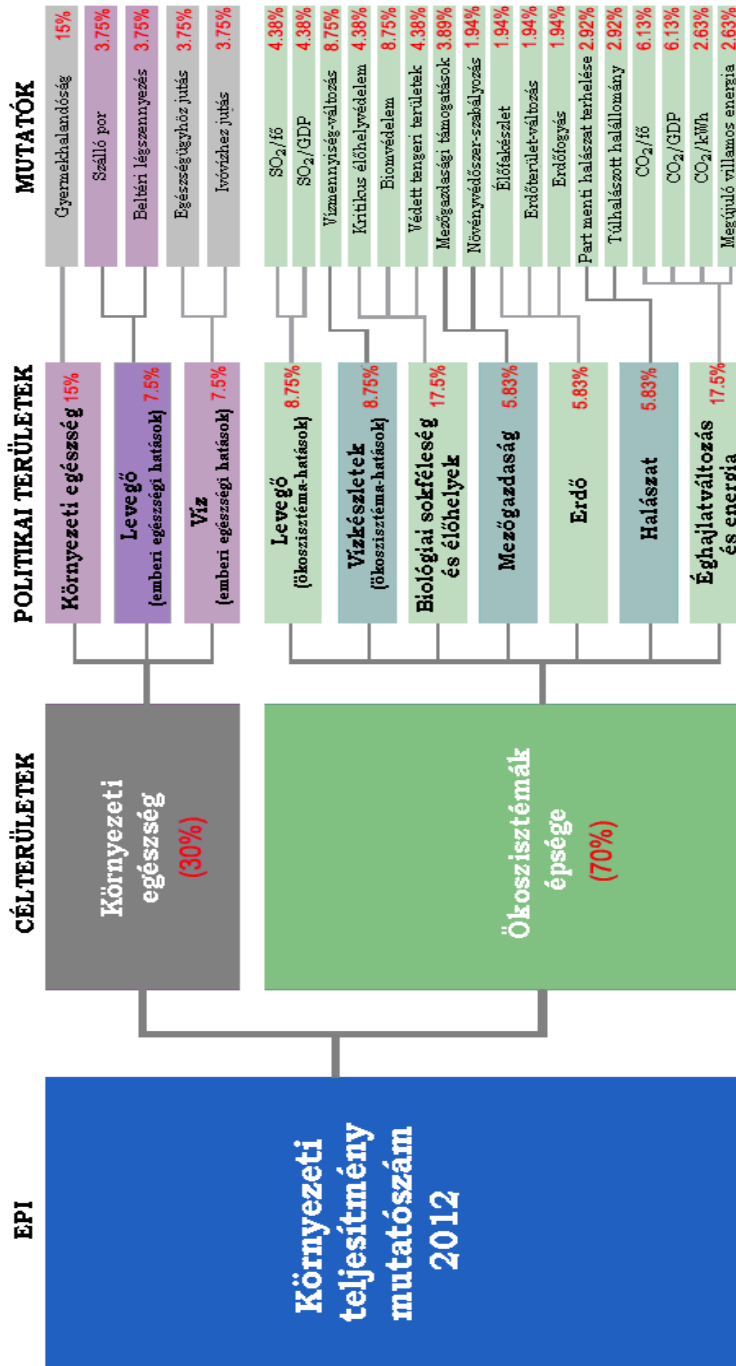 EPI
CÉLTERÜLETEK
POLITIKAI TERÜLETEK
MUTATÓK
Környezeti
teljesítmény
mutatószám
2012
Környezeti
egészség
(30%)
Ökoszisztémák
épsége
(70%)
Környezeti egészség 15%
Levegő
(emberi egészségi hatások) 7.5%
Víz
(emberi egészségi hatások) 7.5%
Levegő
(ökoszisztéma-hatások) 8.75%
Vízkészletek
(ökoszisztéma-hatások) 8.75%
Biológiai sokféleség
és élőhelyek 17.5%
Mezőgazdaság 5.83%
Erdő 5.83%
Halászat 5.83%
Éghajlatváltozás
és energia 17.5%
Gyermekhalandóság 15%
Szálló por 3.75%
Beltéri légszennyezés 3.75%
Egészségügyhöz jutás 3.75%
Ivóvízhez jutás 3.75%
SO₂/fő 4.38%
SO₂/GDP 4.38%
Vízmennyiség-változás 8.75%
Kritikus élőhelyvédelem 4.38%
Biomvédelem 8.75%
Védett tengeri területek 4.38%
Mezőgazdasági támogatások 3.89%
Növényvédőszer-szabályozás 1.94%
Élőfakészlet 1.94%
Erdőterület-változás 1.94%
Erdőfogyás 1.94%
Part menti halászat terhelése 2.92%
Túlhalászott halállomány 2.92%
CO₂/fő 6.13%
CO₂/GDP 6.13%
CO₂/kWh 2.63%
Megújuló villamos energia 2.63%